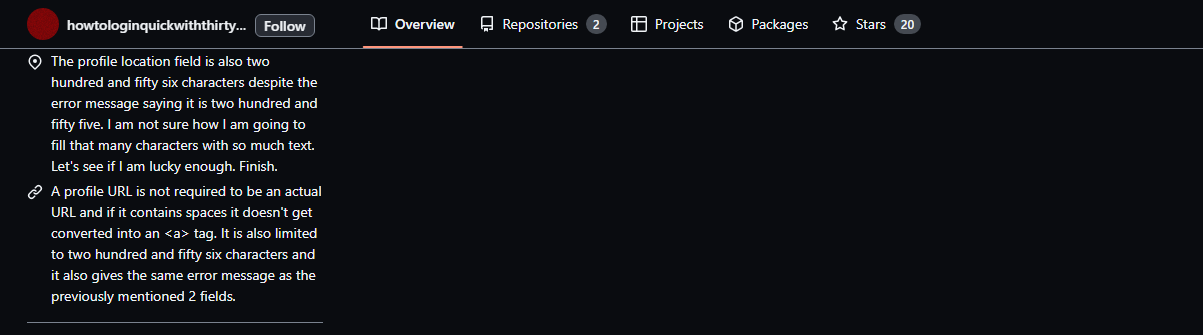 howtologinquickwiththirty... Follow Overview Repositories 2 Projects Packages Stars 20
The profile location field is also two
hundred and fifty six characters despite the
error message saying it is two hundred and
fifty five. I am not sure how I am going to
fill that many characters with so much text.
Let's see if I am lucky enough. Finish.
A profile URL is not required to be an actual
URL and if it contains spaces it doesn't get
converted into an <a> tag. It is also limited
to two hundred and fifty six characters and
it also gives the same error message as the
previously mentioned 2 fields.